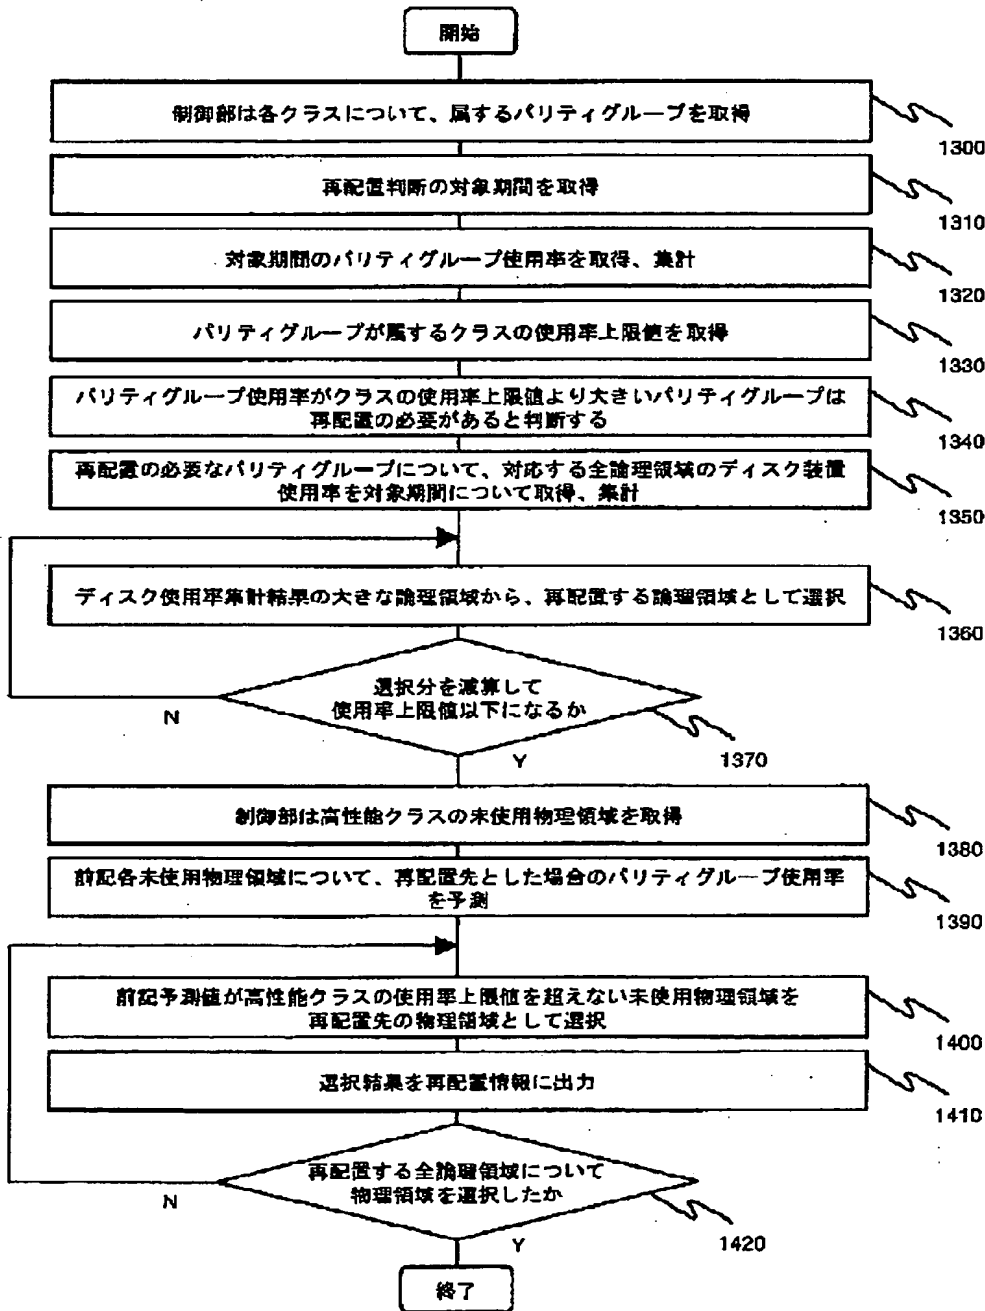 開始
制御部は各クラスについて、属するパリティグループを取得
1300
再配置判断の対象期間を取得
1310
対象期間のパリティグループ使用率を取得、集計
1320
パリティグループが属するクラスの使用率上限値を取得
1330
パリティグループ使用率がクラスの使用率上限値より大きいパリティグループは
再配置の必要があると判断する
1340
再配置の必要なパリティグループについて、対応する全論理領域のディスク装置
使用率を対象期間について取得、集計
1350
ディスク使用率集計結果の大きな論理領域から、再配置する論理領域として選択
1360
選択分を減算して
使用率上限値以下になるか
N
Y
1370
制御部は高性能クラスの未使用物理領域を取得
1380
前記各未使用物理領域について、再配置先とした場合のパリティグループ使用率
を予測
1390
前記予測値が高性能クラスの使用率上限値を超えない未使用物理領域を
再配置先の物理領域として選択
1400
選択結果を再配置情報に出力
1410
再配置する全論理領域について
物理領域を選択したか
N
Y
1420
終了